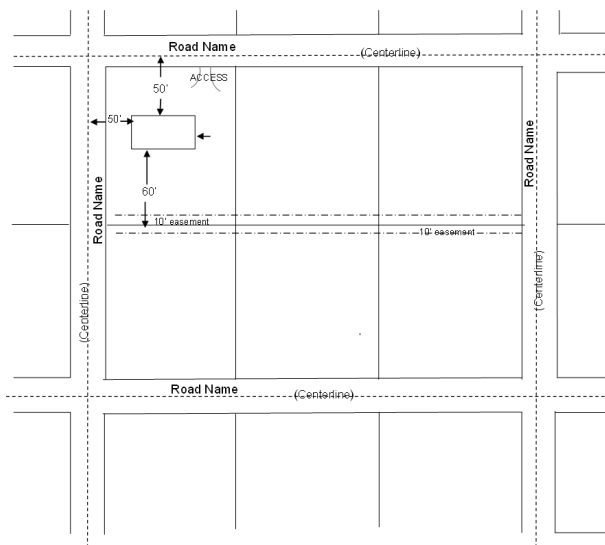 Road Name
(Centerline)
ACCESS
50'
50'
Road Name
60'
Road Name
10' easement
10' easement
(Centerline)
(Centerline)
Road Name
(Centerline)